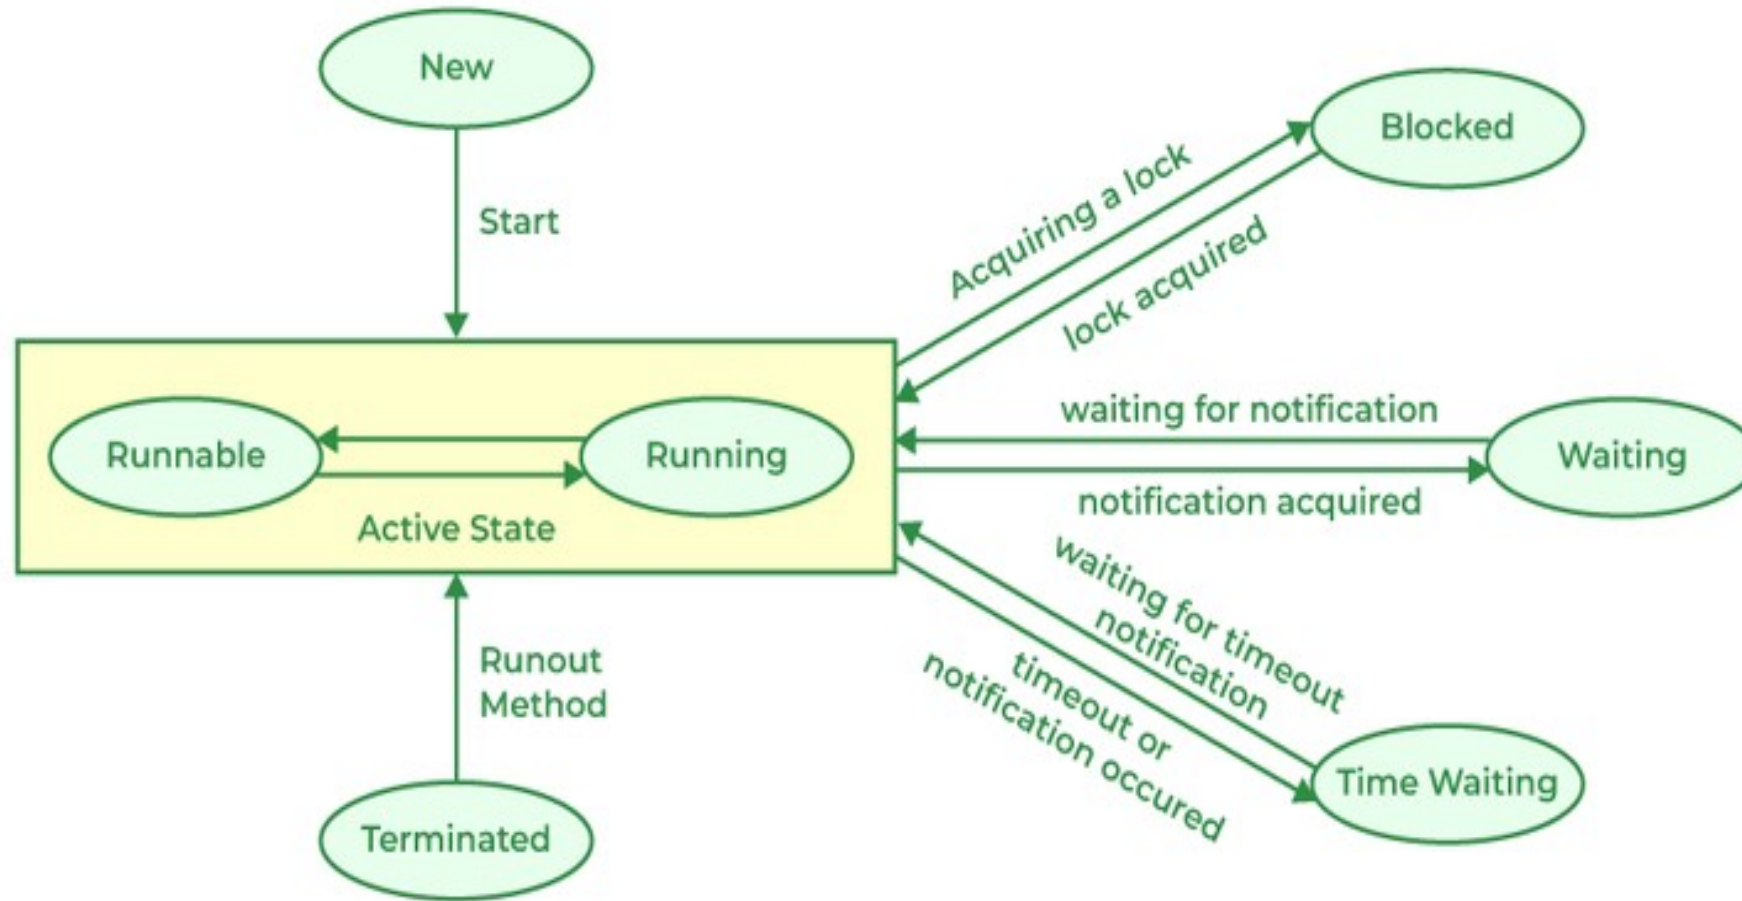 New
Blocked
Start
Acquiring a lock
lock acquired
waiting for notification
Runnable
Running
Waiting
notification acquired
Active State
waiting for timeout
notification
timeout or
notification occured
Runout
Method
Time Waiting
Terminated